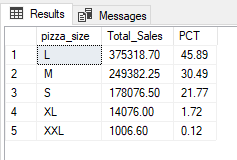 Results Messages
pizza_size Total_Sales PCT
1 L 375318.70 45.89
2 M 249382.25 30.49
3 S 178076.50 21.77
4 XL 14076.00 1.72
5 XXL 1006.60 0.12